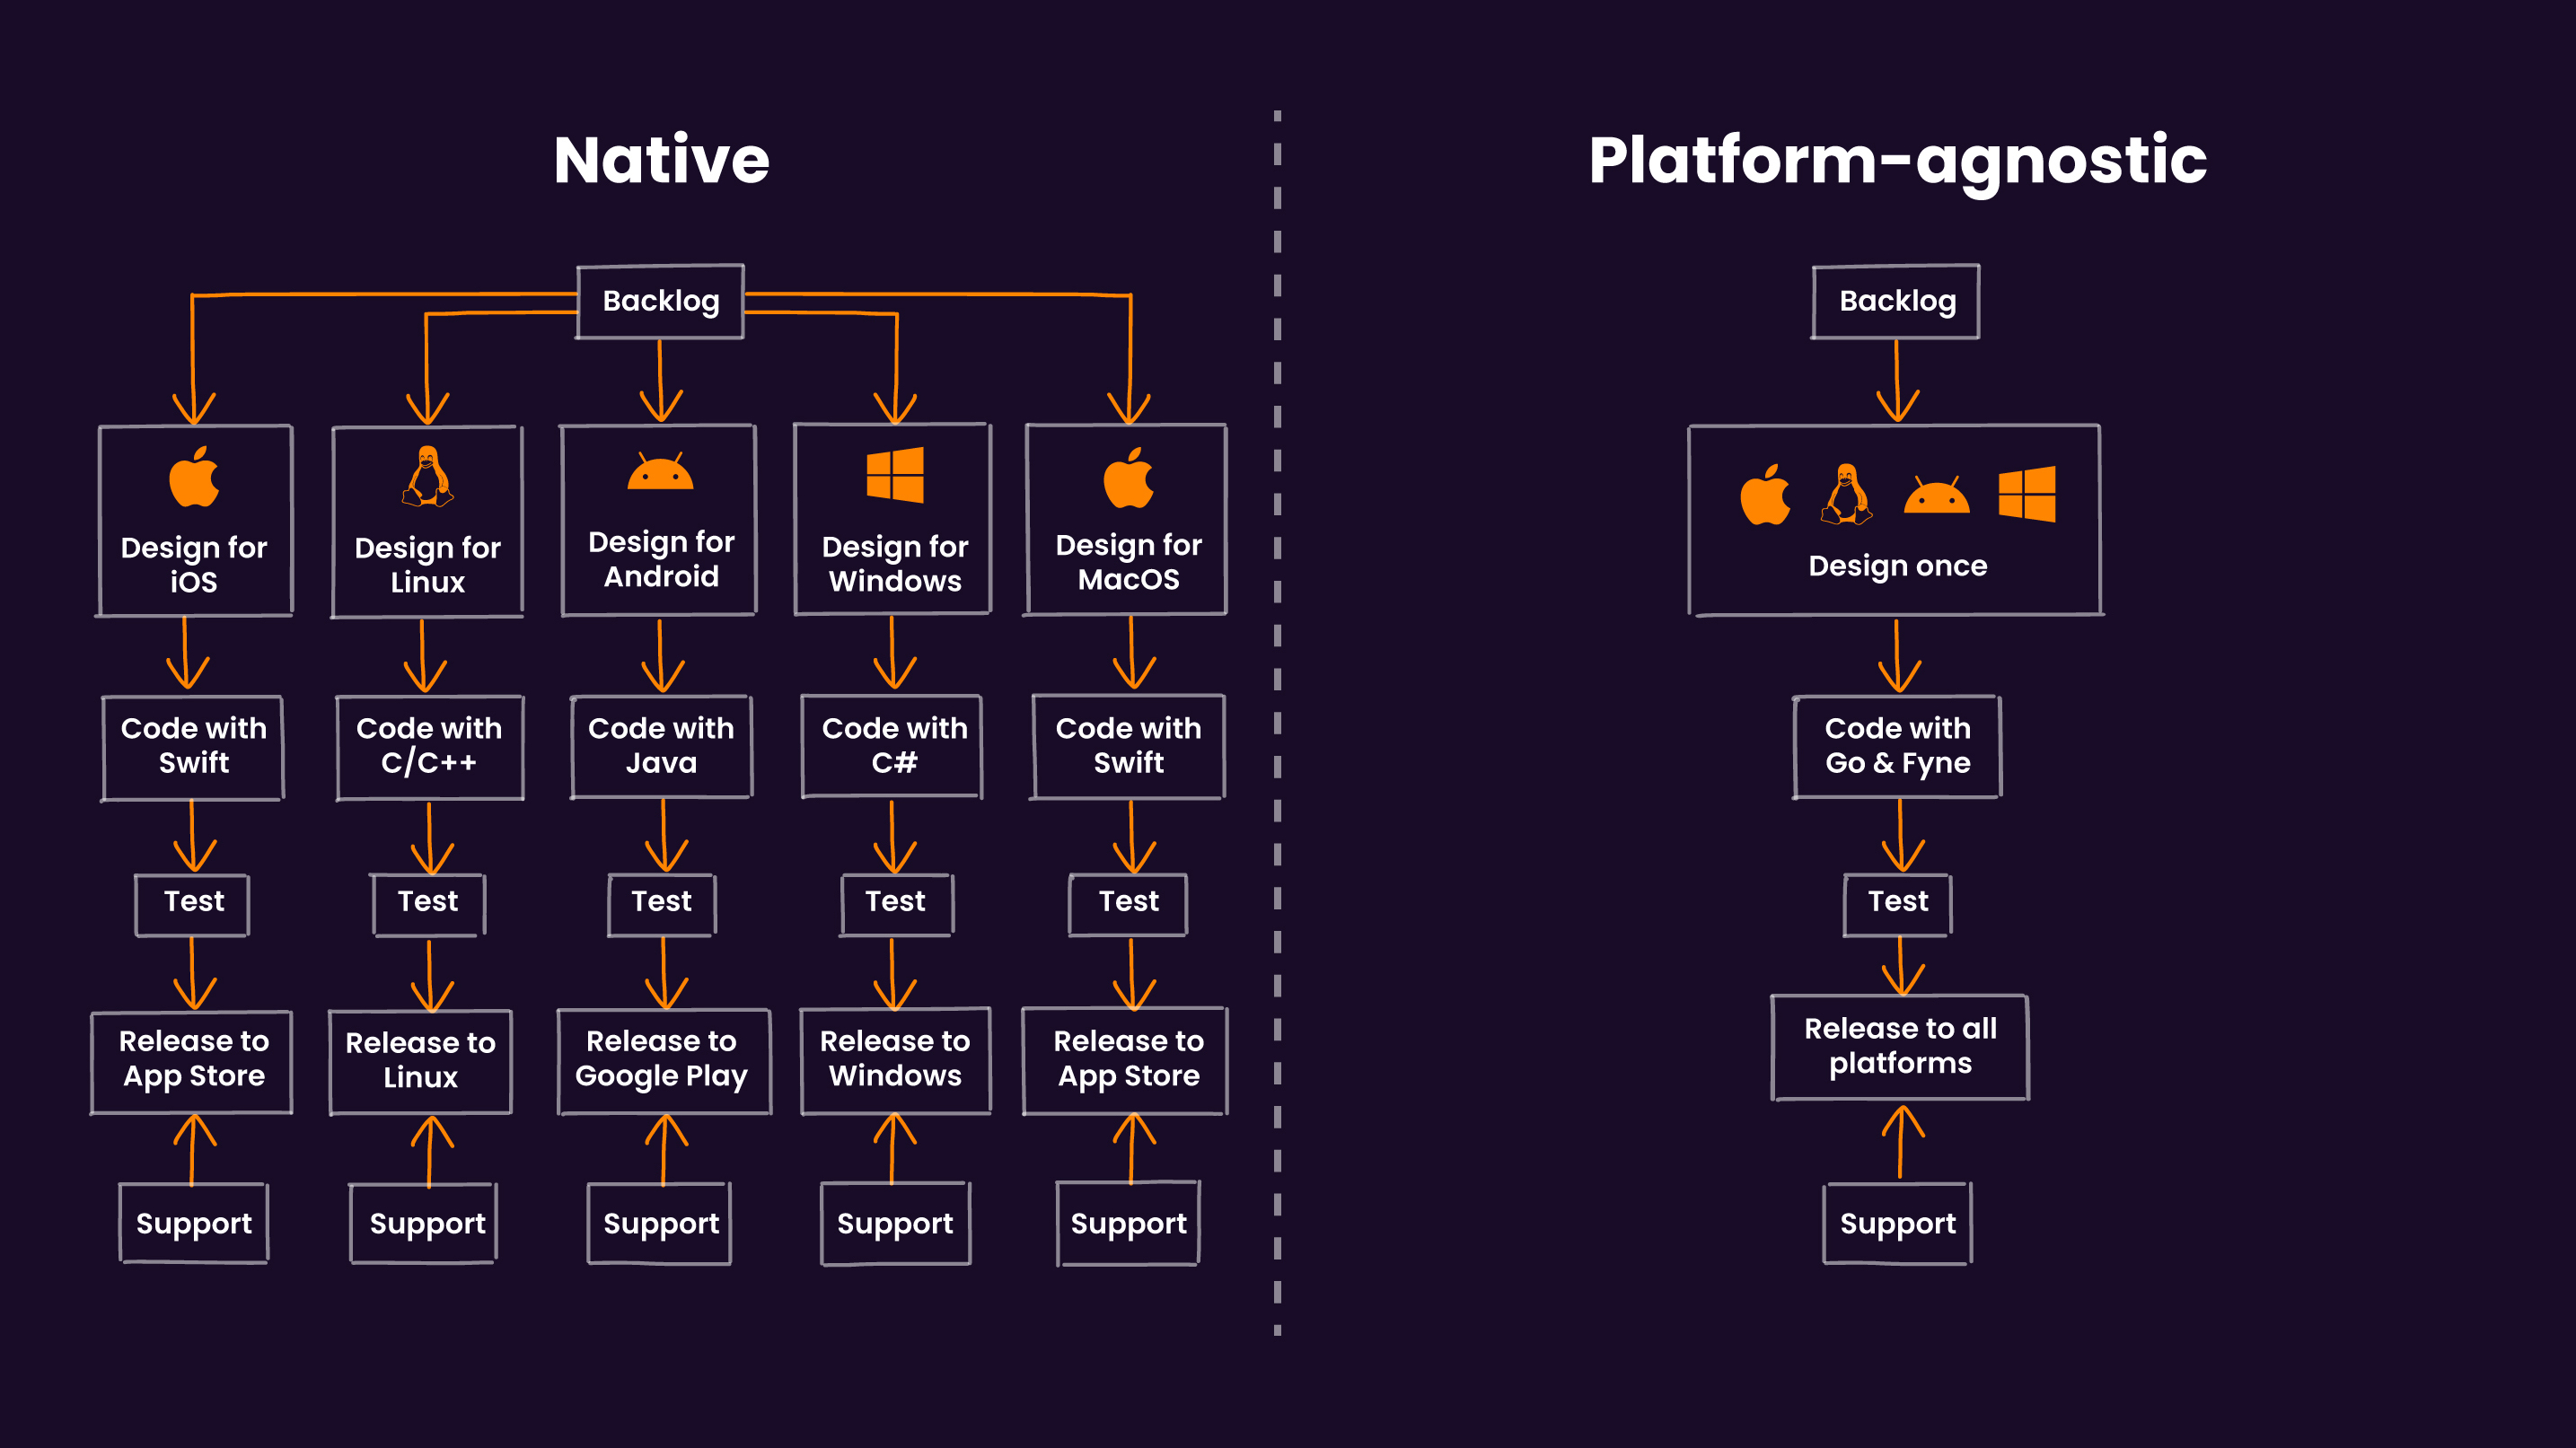 Native
Platform-agnostic
Backlog
Design for
iOS
Design for
Linux
Design for
Android
Design for
Windows
Design for
MacOS
Code with
Swift
Code with
C/C++
Code with
Java
Code with
C#
Code with
Swift
Test
Test
Test
Test
Test
Release to
App Store
Release to
Linux
Release to
Google Play
Release to
Windows
Release to
App Store
Support
Support
Support
Support
Support
Backlog
Design once
Code with
Go & Fyne
Test
Release to all
platforms
Support